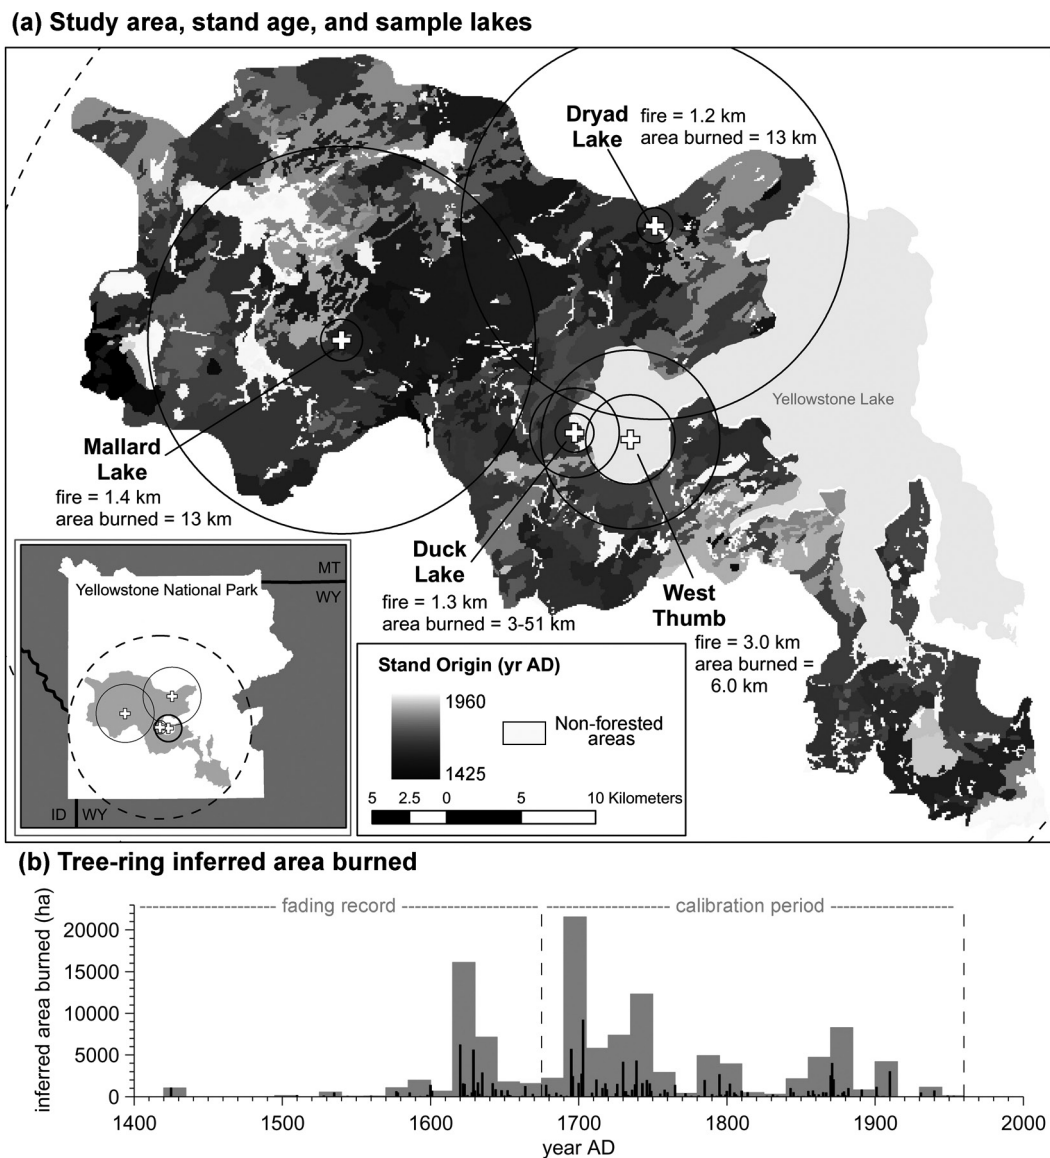 (a) Study area, stand age, and sample lakes
Dryad
Lake
fire = 1.2 km
area burned = 13 km
Yellowstone Lake
Mallard
Lake
fire = 1.4 km
area burned = 13 km
Duck
Lake
fire = 1.3 km
area burned = 3-51 km
West
Thumb
fire = 3.0 km
area burned =
6.0 km
MT
WY
Yellowstone National Park
ID
WY
Stand Origin (yr AD)
1960
1425
Non-forested
areas
5 2.5 0 5 10 Kilometers
(b) Tree-ring inferred area burned
fading record
calibration period
inferred area burned (ha)
20000
15000
10000
5000
0
1400 1500 1600 1700 1800 1900 2000
year AD